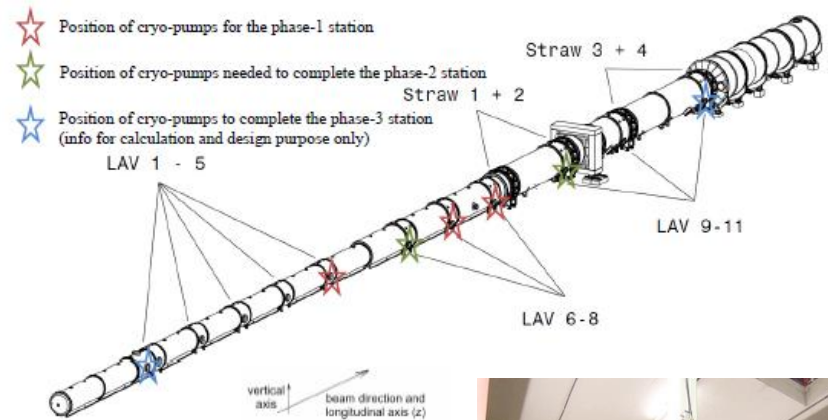 Position of cryo-pumps for the phase-1 station
Position of cryo-pumps needed to complete the phase-2 station
Position of cryo-pumps to complete the phase-3 station
(info for calculation and design purpose only)
Straw 3 + 4
Straw 1 + 2
LAV 1 - 5
LAV 9-11
LAV 6-8
vertical
axis
beam direction and
longitudinal axis (z)